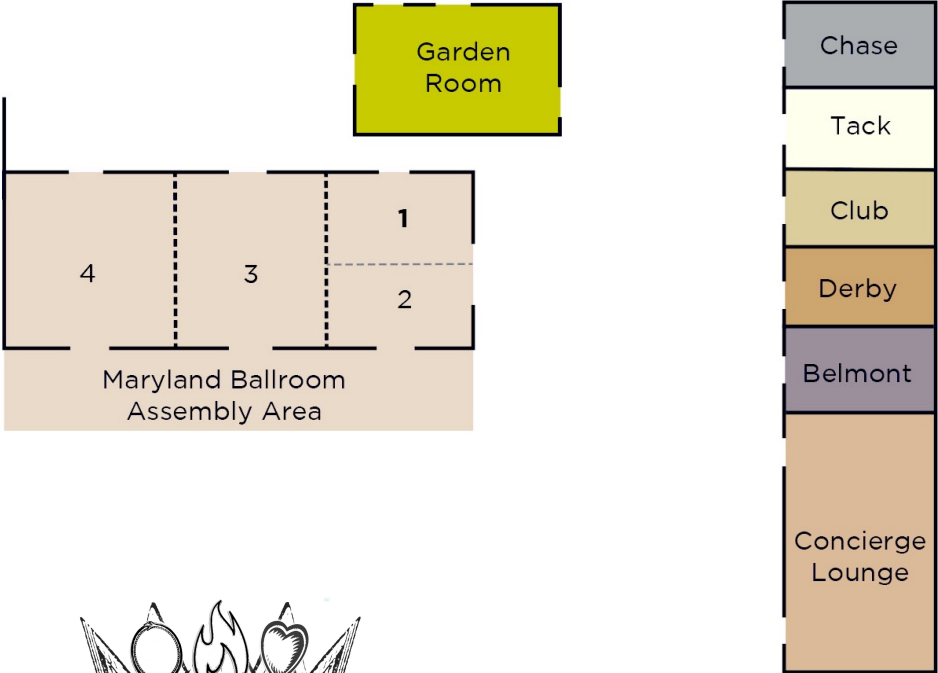 Garden
Room
Chase
Tack
Club
Derby
Belmont
Concierge
Lounge
4
3
1
2
Maryland Ballroom
Assembly Area